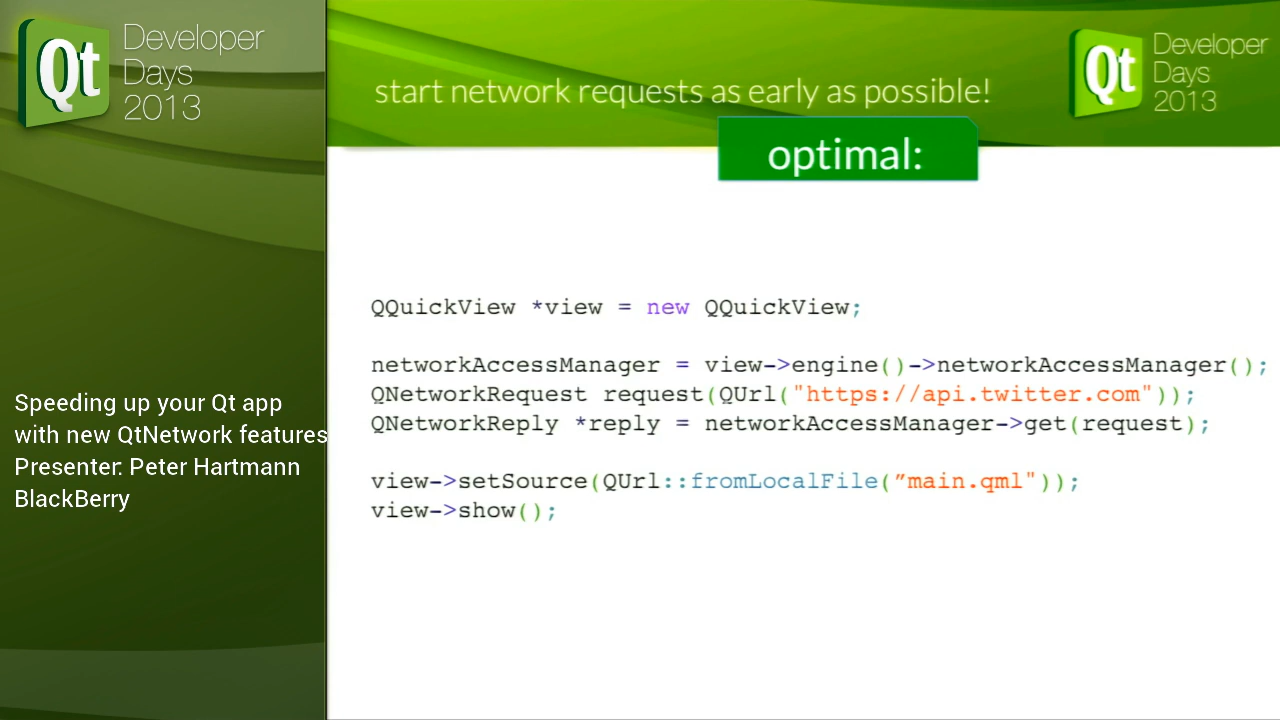 Qt Developer
Days
2013
Speeding up your Qt app
with new QtNetwork features
Presenter: Peter Hartmann
BlackBerry
start network requests as early as possible!
Qt Developer
Days
2013
optimal:
QQuickView *view = new QQuickView;
networkAccessManager = view->engine()->networkAccessManager();
QNetworkRequest request(QUrl("https://api.twitter.com"));
QNetworkReply *reply = networkAccessManager->get(request);
view->setSource(QUrl::fromLocalFile(”main.qml"));
view->show();